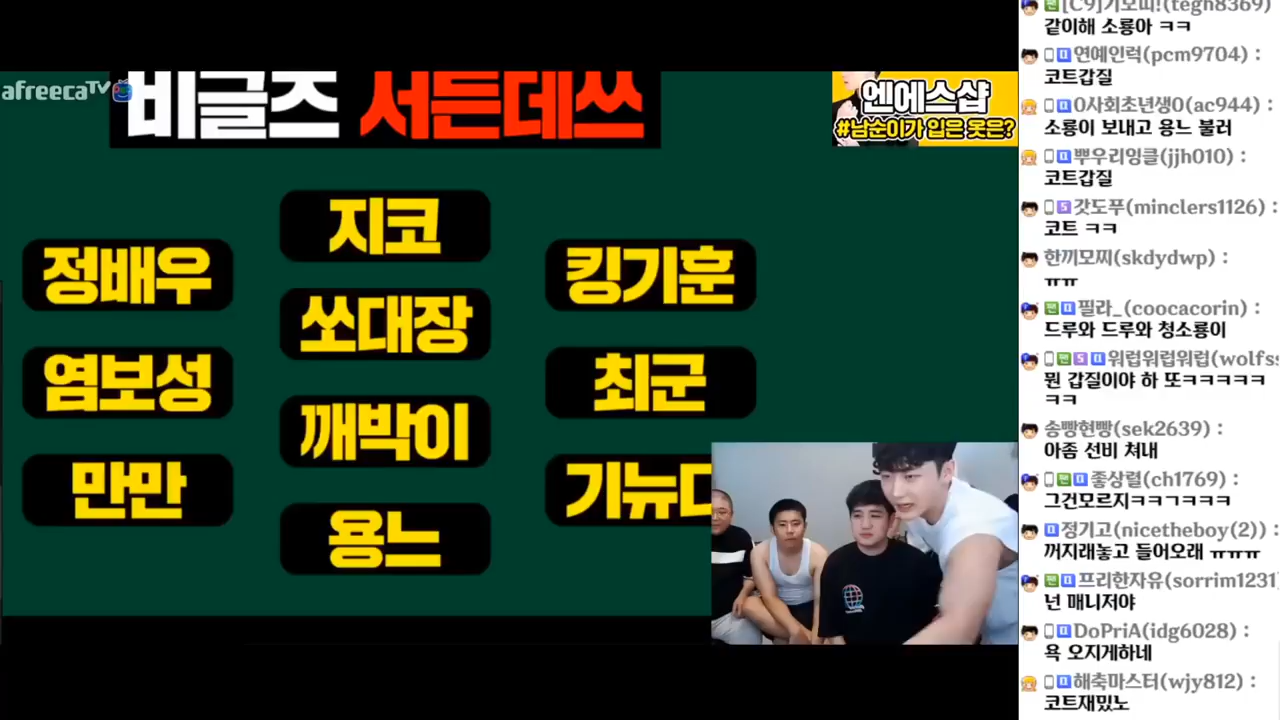 afreecaTV
비글즈 서든데쓰
엔에스샵
#남순이가 입은 옷은?
정배우
염보성
만만
지코
쏘대장
깨박이
용느
킹기훈
최군
기뉴다
[C9]기모띠!(tegh8369)
같이해 소룡아 ㅋㅋ
연예인력(pcm9704) :
코트갑질
0사회초년생0(ac944) :
소룡이 보내고 용느 불러
뿌우리잉클(jjh010) :
코트갑질
갓도푸(minclers1126) :
코트 ㅋㅋ
한끼모찌(skdydwp) :
ㅠㅠ
필라_(coocacorin) :
드루와 드루와 청소룡이
워럽워럽워럽(wolfss
뭔 갑질이야 하 또ㅋㅋㅋㅋㅋ
ㅋㅋ
송빵현빵(sek2639) :
아좀 선비 쳐내
좋상렬(ch1769) :
그건모르지ㅋㅋㄱㅋㅋㅋ
정기고(nicetheboy(2)) :
꺼지래놓고 들어오래 ㅠㅠㅠ
프리한자유(sorrim1231)
넌 매니저야
DoPriA(idg6028) :
욕 오지게하네
해축마스터(wjy812) :
코트재밌노